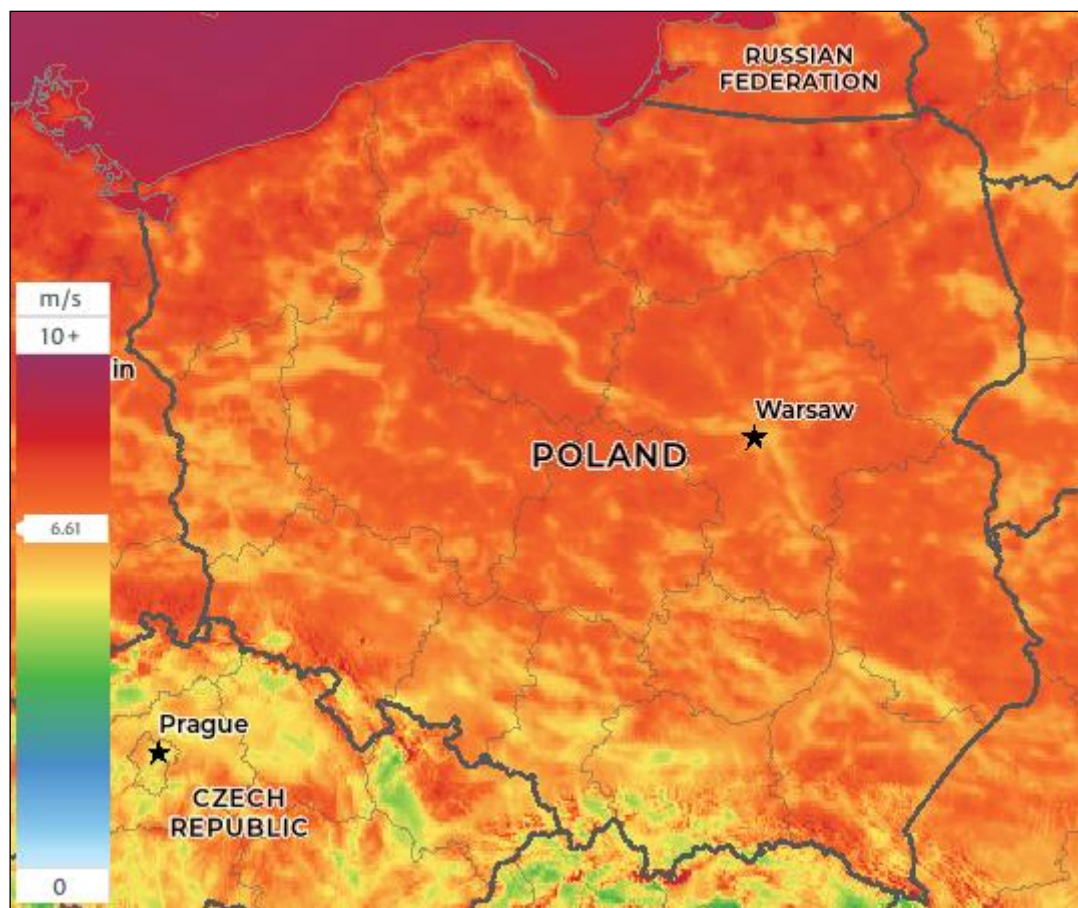 RUSSIAN
FEDERATION
m/s
10+
in
Warsaw
POLAND
6.61
Prague
CZECH
REPUBLIC
0